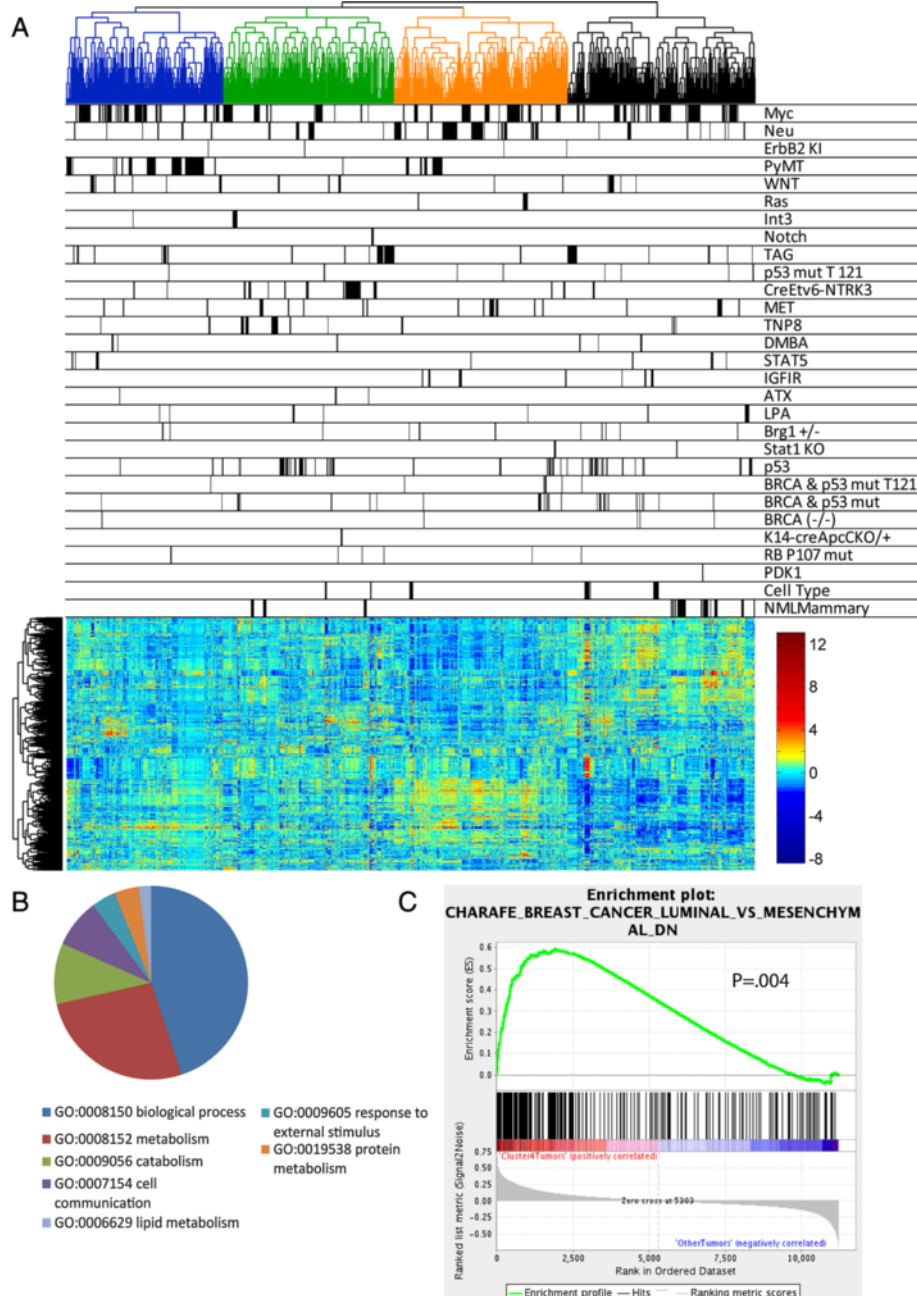 A
Myc
Neu
ErbB2 KI
PyMT
WNT
Ras
Int3
Notch
TAG
p53 mut T 121
CreEtv6-NTRK3
MET
TNP8
DMBA
STAT5
IGFIR
ATX
LPA
Brg1 +/-
Stat1 KO
p53
BRCA & p53 mut T121
BRCA & p53 mut
BRCA (-/-)
K14-creApcCKO/+
RB P107 mut
PDK1
Cell Type
NMLMammary
12
8
4
0
-4
-8
B
GO:0008150 biological process
GO:0008152 metabolism
GO:0009056 catabolism
GO:0007154 cell
communication
GO:0006629 lipid metabolism
GO:0009605 response to
external stimulus
GO:0019538 protein
metabolism
C
Enrichment plot:
CHARAFE_BREAST_CANCER_LUMINAL_VS_MESENCHYM
AL_DN
P=.004
Enrichment score (ES)
0.6
0.5
0.4
0.3
0.2
0.1
0.0
Ranked list metric (Signal2Noise)
0.75
0.50
0.25
0.00
-0.25
-0.50
'Cluster4Tumors' (positively correlated)
Zero cross at 5303
'OtherTumors' (negatively correlated)
0
2,500
5,000
7,500
10,000
Rank in Ordered Dataset
Enrichment profile
Hits
Ranking metric scores